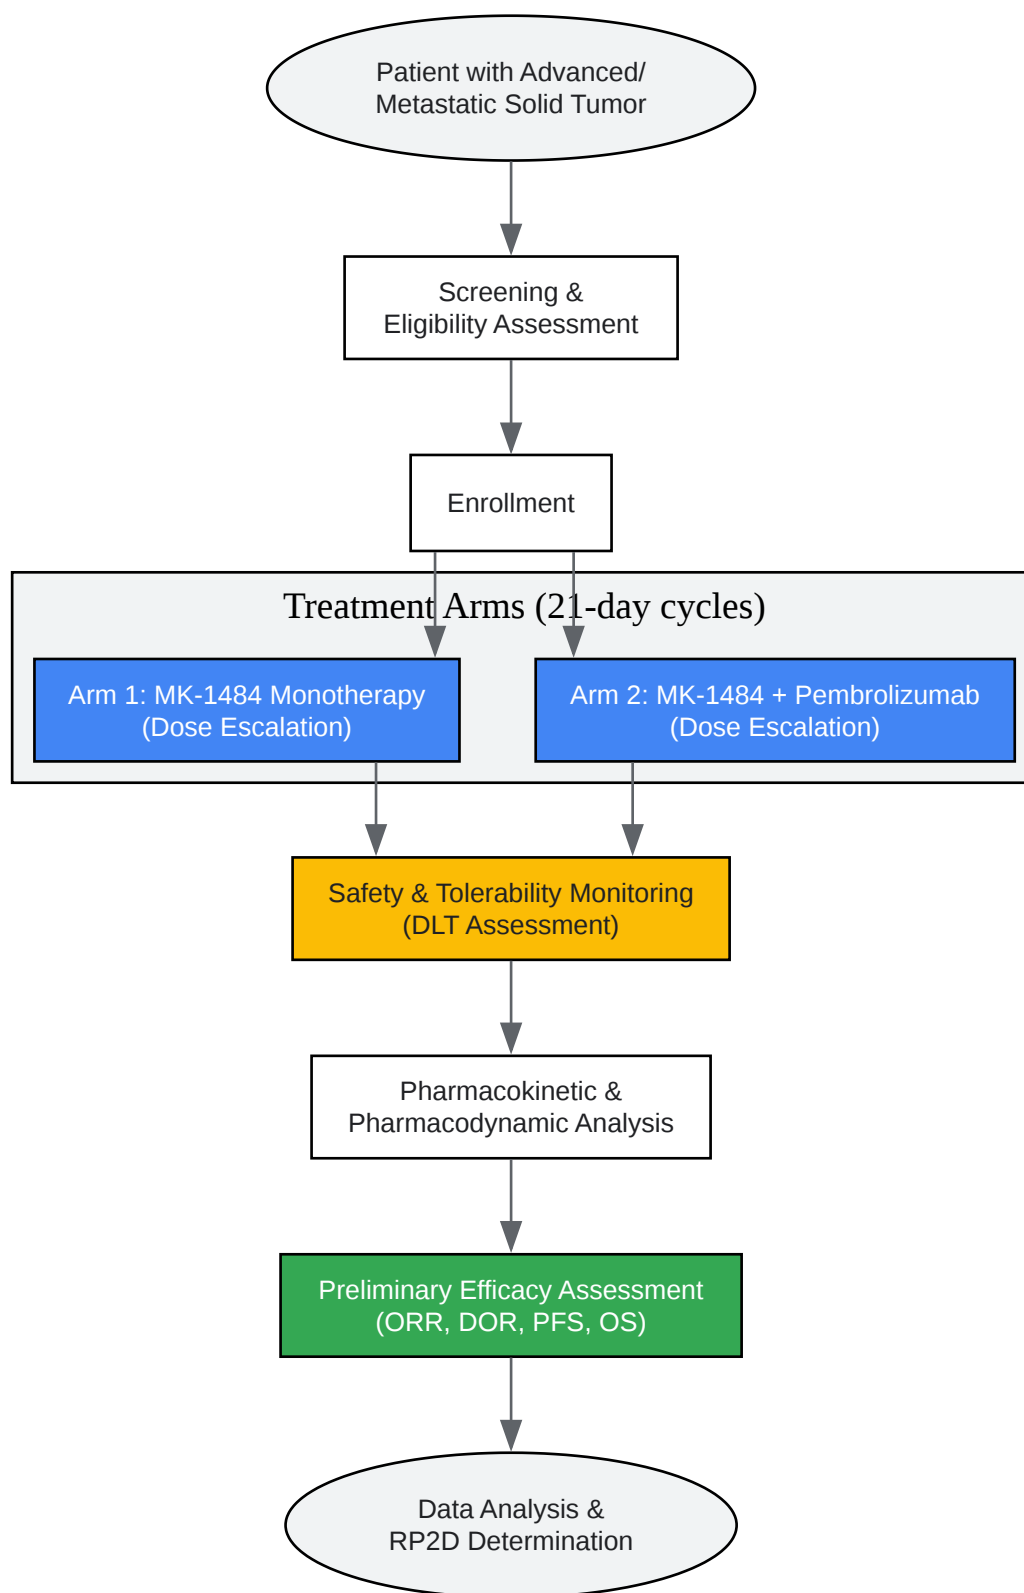 Patient with Advanced/
Metastatic Solid Tumor
Screening &
Eligibility Assessment
Enrollment
Treatment Arms (21-day cycles)
Arm 1: MK-1484 Monotherapy
(Dose Escalation)
Arm 2: MK-1484 + Pembrolizumab
(Dose Escalation)
Safety & Tolerability Monitoring
(DLT Assessment)
Pharmacokinetic &
Pharmacodynamic Analysis
Preliminary Efficacy Assessment
(ORR, DOR, PFS, OS)
Data Analysis &
RP2D Determination